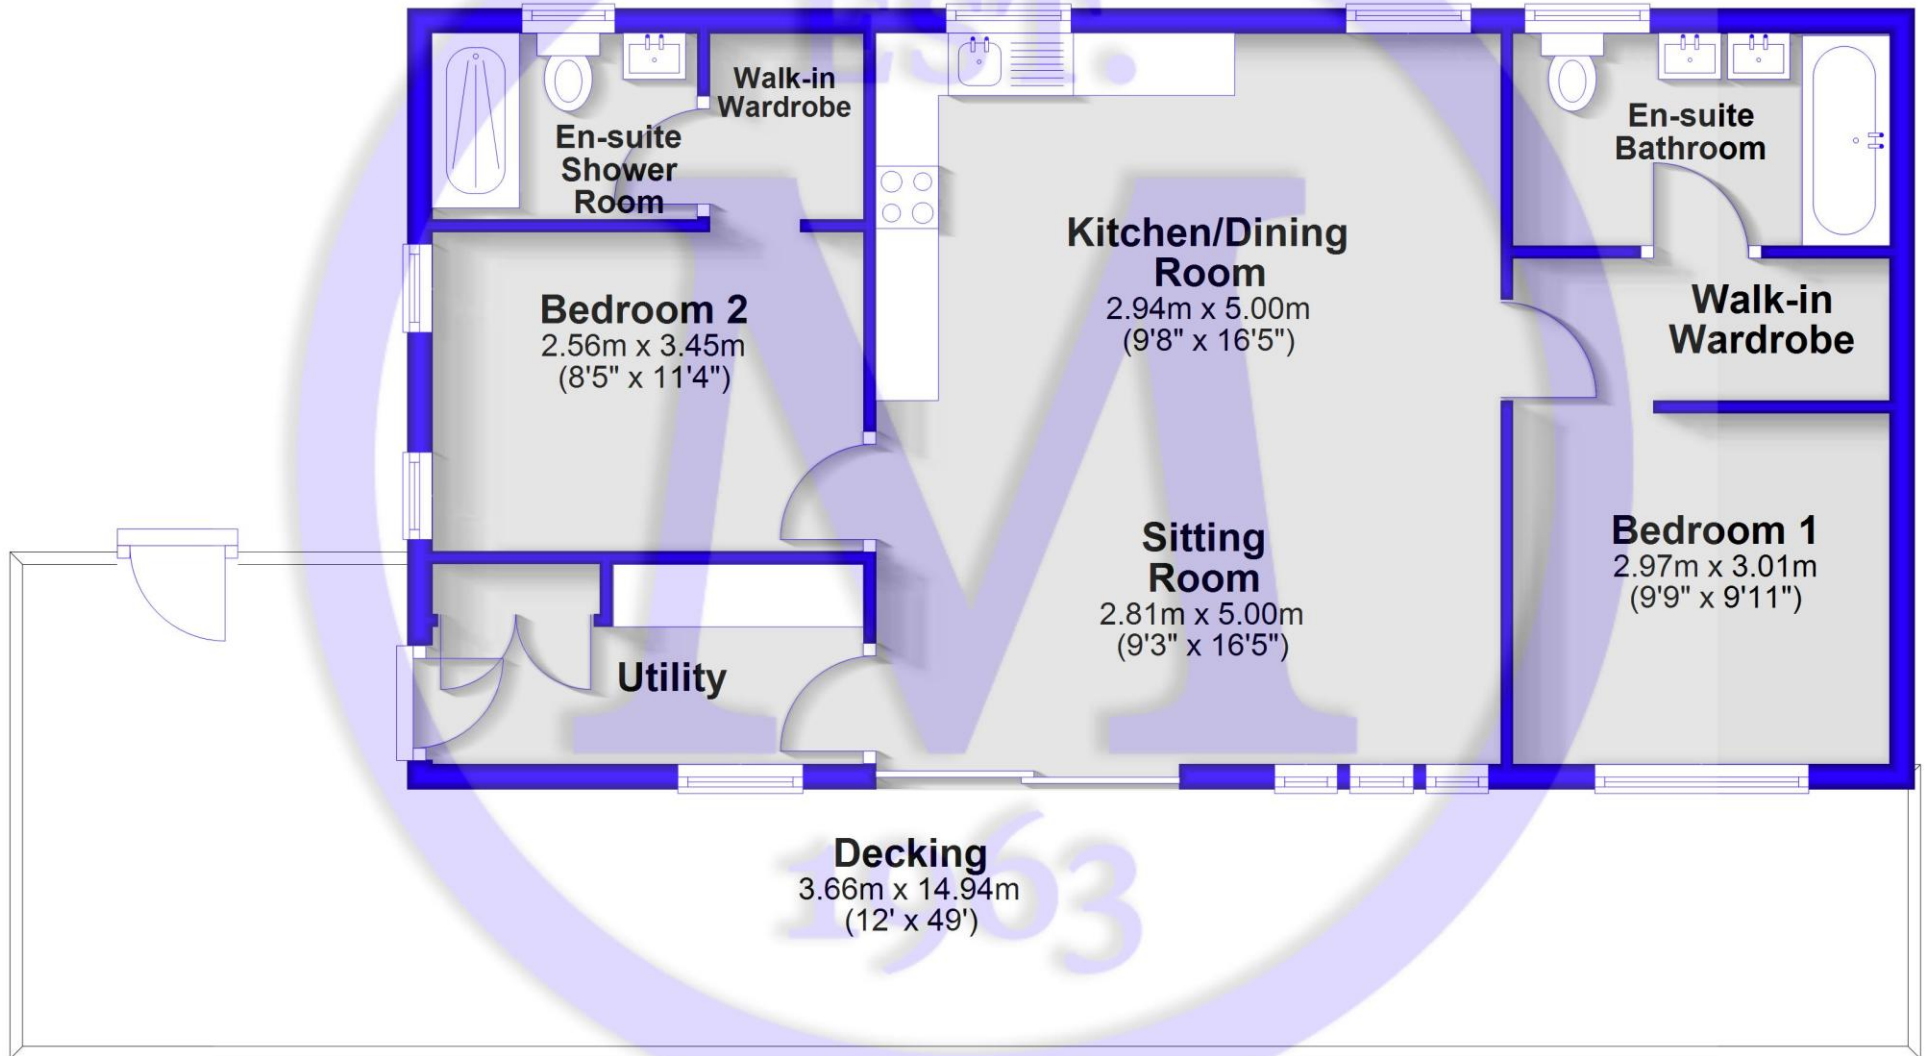 EST.
Walk-in
Wardrobe
En-suite
Shower
Room
En-suite
Bathroom
Kitchen/Dining
Room
2.94m x 5.00m
(9'8" x 16'5")
Bedroom 2
2.56m x 3.45m
(8'5" x 11'4")
Walk-in
Wardrobe
Sitting
Room
2.81m x 5.00m
(9'3" x 16'5")
Bedroom 1
2.97m x 3.01m
(9'9" x 9'11")
Utility
M
Decking
3.66m x 14.94m
(12' x 49')
1963